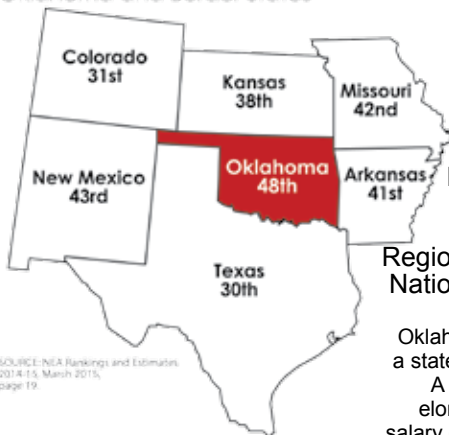 Colorado
31st
Kansas
38th
Missouri
42nd
New Mexico
43rd
Oklahoma
48th
Arkansas
41st
Texas
30th
Regio
Natio
SOURCE: NEA Rankings and Estimates
2014-15, March 2015,
page 19.
Oklah
a state
A
elor
salary